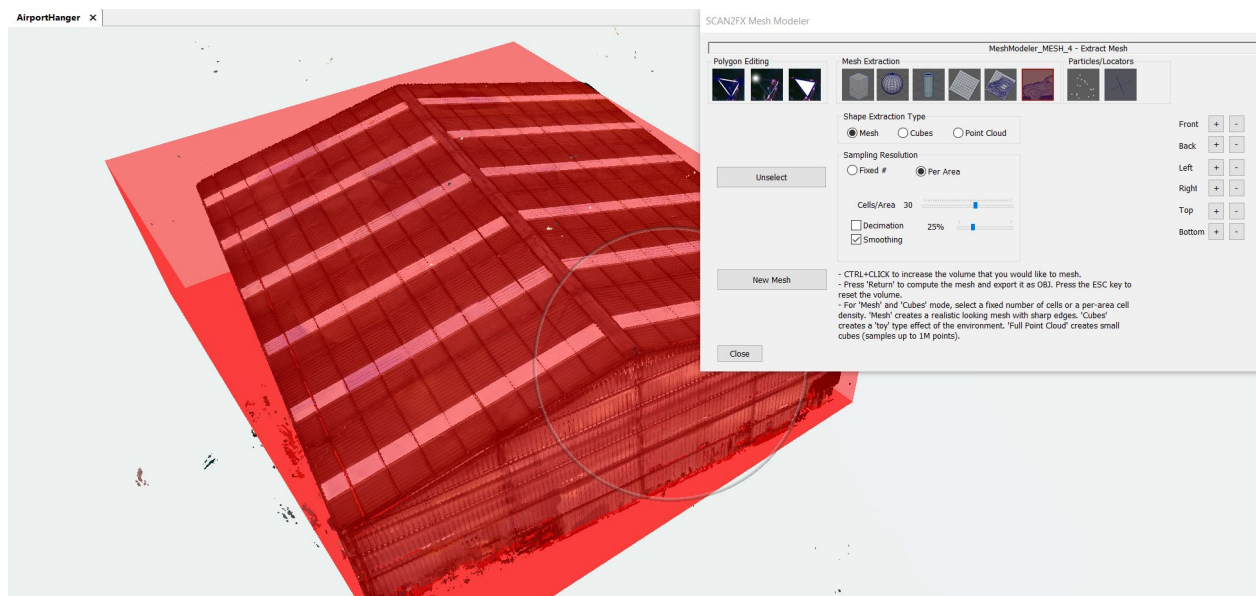 AirportHanger X
SCAN2FX Mesh Modeler
MeshModeler_MESH_4 - Extract Mesh
Polygon Editing
Mesh Extraction
Particles/Locators
Shape Extraction Type
Mesh
Cubes
Point Cloud
Sampling Resolution
Fixed #
Per Area
Cells/Area 30
Decimation 25%
Smoothing
Unselect
New Mesh
Close
- CTRL+CLICK to increase the volume that you would like to mesh.
- Press 'Return' to compute the mesh and export it as OBJ. Press the ESC key to
reset the volume.
- For 'Mesh' and 'Cubes' mode, select a fixed number of cells or a per-area cell
density. 'Mesh' creates a realistic looking mesh with sharp edges. 'Cubes'
creates a 'toy' type effect of the environment. 'Full Point Cloud' creates small
cubes (samples up to 1M points).
Front + -
Back + -
Left + -
Right + -
Top + -
Bottom + -